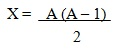 X = A (A – 1)
2